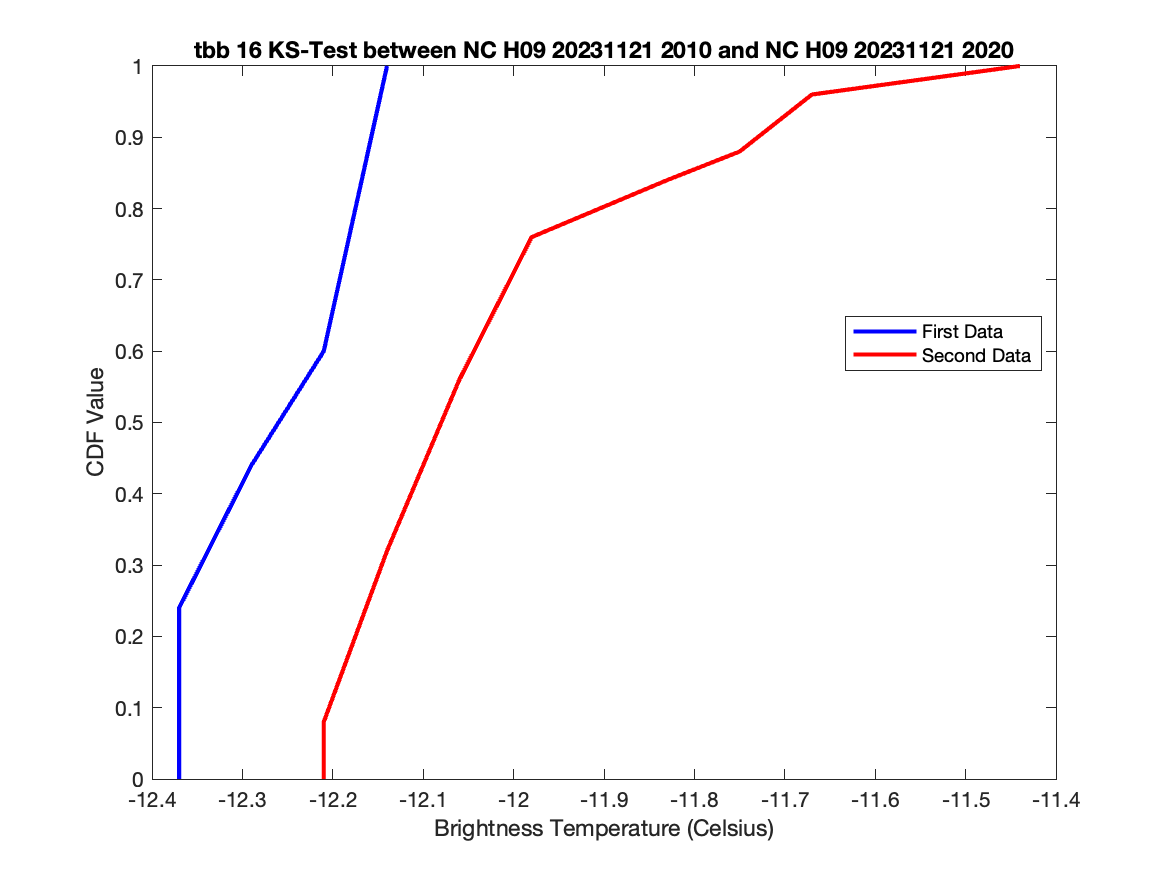 tbb 16 KS-Test between NC H09 20231121 2010 and NC H09 20231121 2020
1
0.9
0.8
0.7
0.6
0.5
0.4
0.3
0.2
0.1
0
CDF Value
First Data
Second Data
-12.4 -12.3 -12.2 -12.1 -12 -11.9 -11.8 -11.7 -11.6 -11.5 -11.4
Brightness Temperature (Celsius)